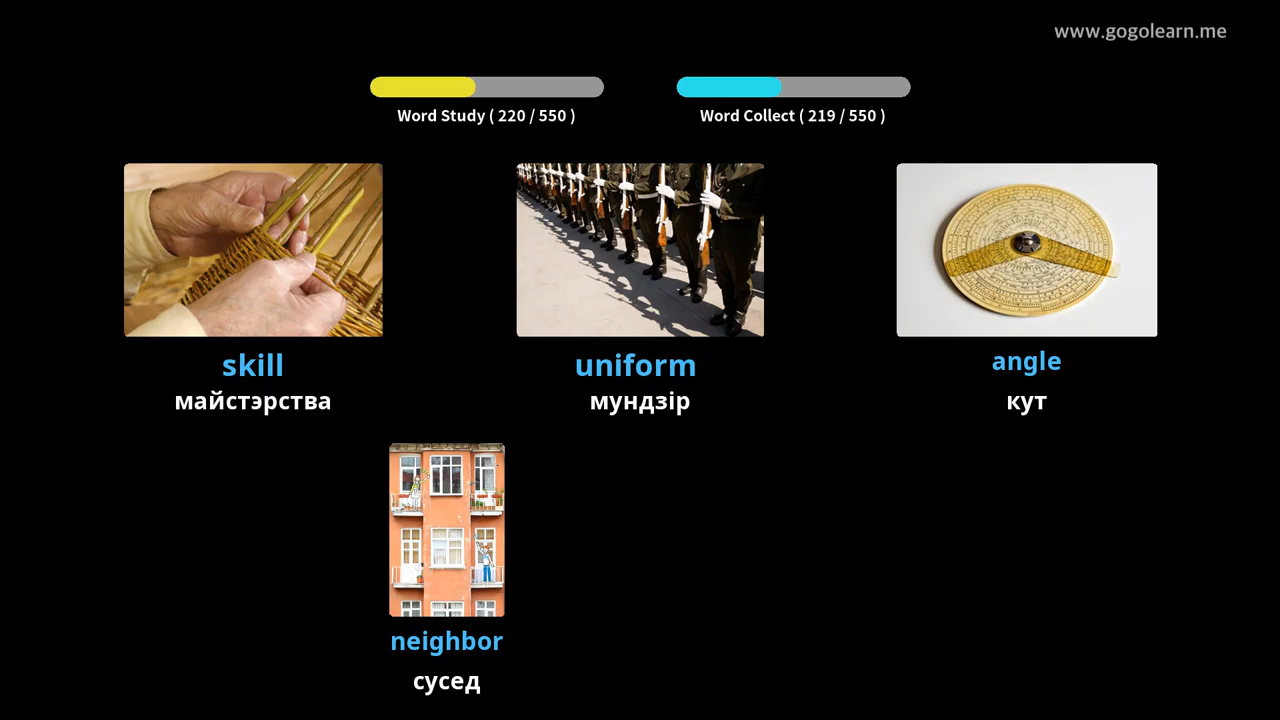 www.gogolearn.me
Word Study ( 220 / 550 )
Word Collect ( 219 / 550 )
skill
майстэрства
uniform
мундзір
angle
кут
neighbor
сусед